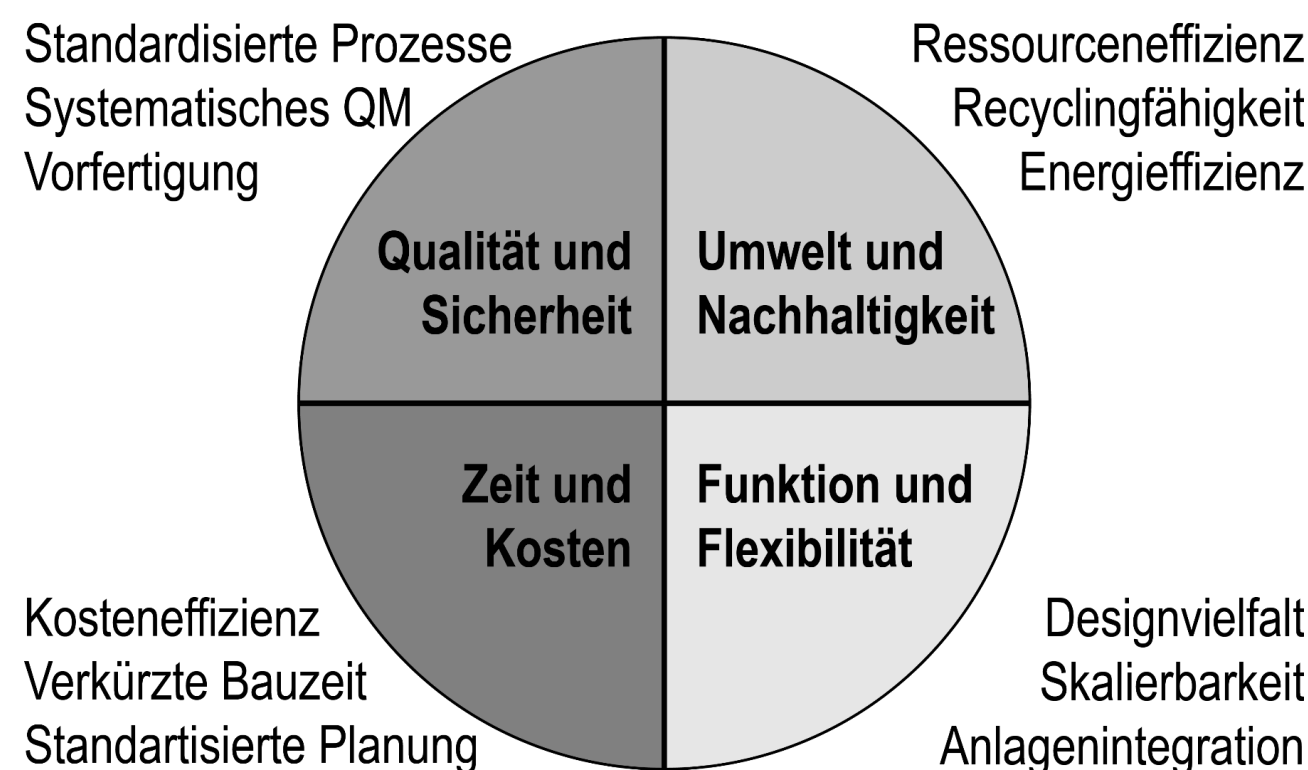 Standardisierte Prozesse
Systematisches QM
Vorfertigung
Ressourceneffizienz
Recyclingfähigkeit
Energieffizienz
Qualität und
Sicherheit
Umwelt und
Nachhaltigkeit
Zeit und
Kosten
Funktion und
Flexibilität
Kosteneffizienz
Verkürzte Bauzeit
Standartisierte Planung
Designvielfalt
Skalierbarkeit
Anlagenintegration